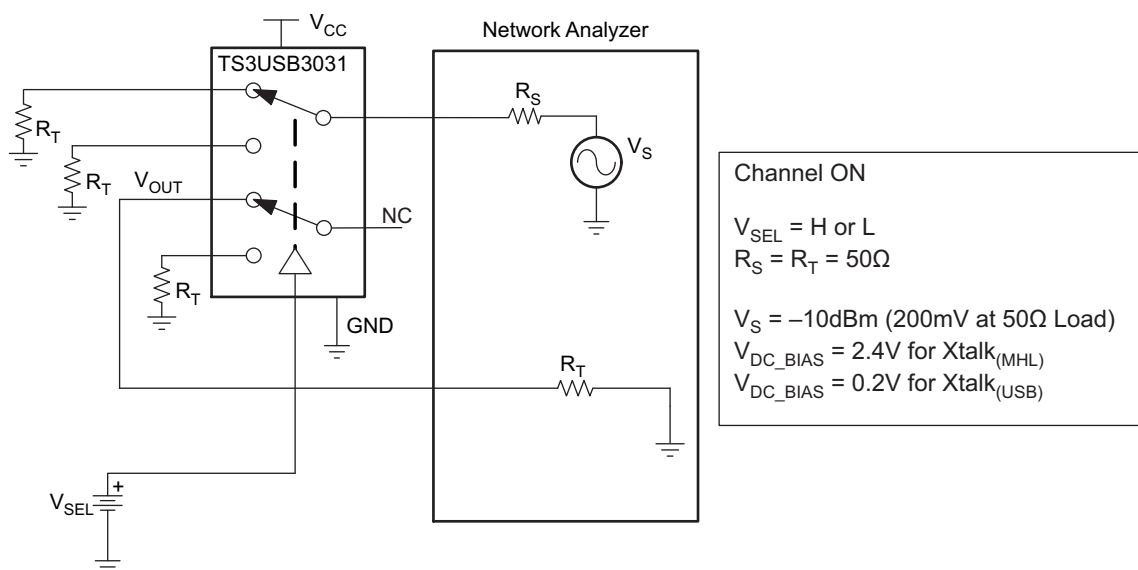 V_CC
Network Analyzer
TS3USB3031
R_S
R_T
V_S
R_T
V_OUT
NC
R_T
GND
R_T
V_SEL
+
Channel ON
V_SEL = H or L
R_S = R_T = 50Ω
V_S = –10dBm (200mV at 50Ω Load)
V_DC_BIAS = 2.4V for Xtalk_(MHL)
V_DC_BIAS = 0.2V for Xtalk_(USB)